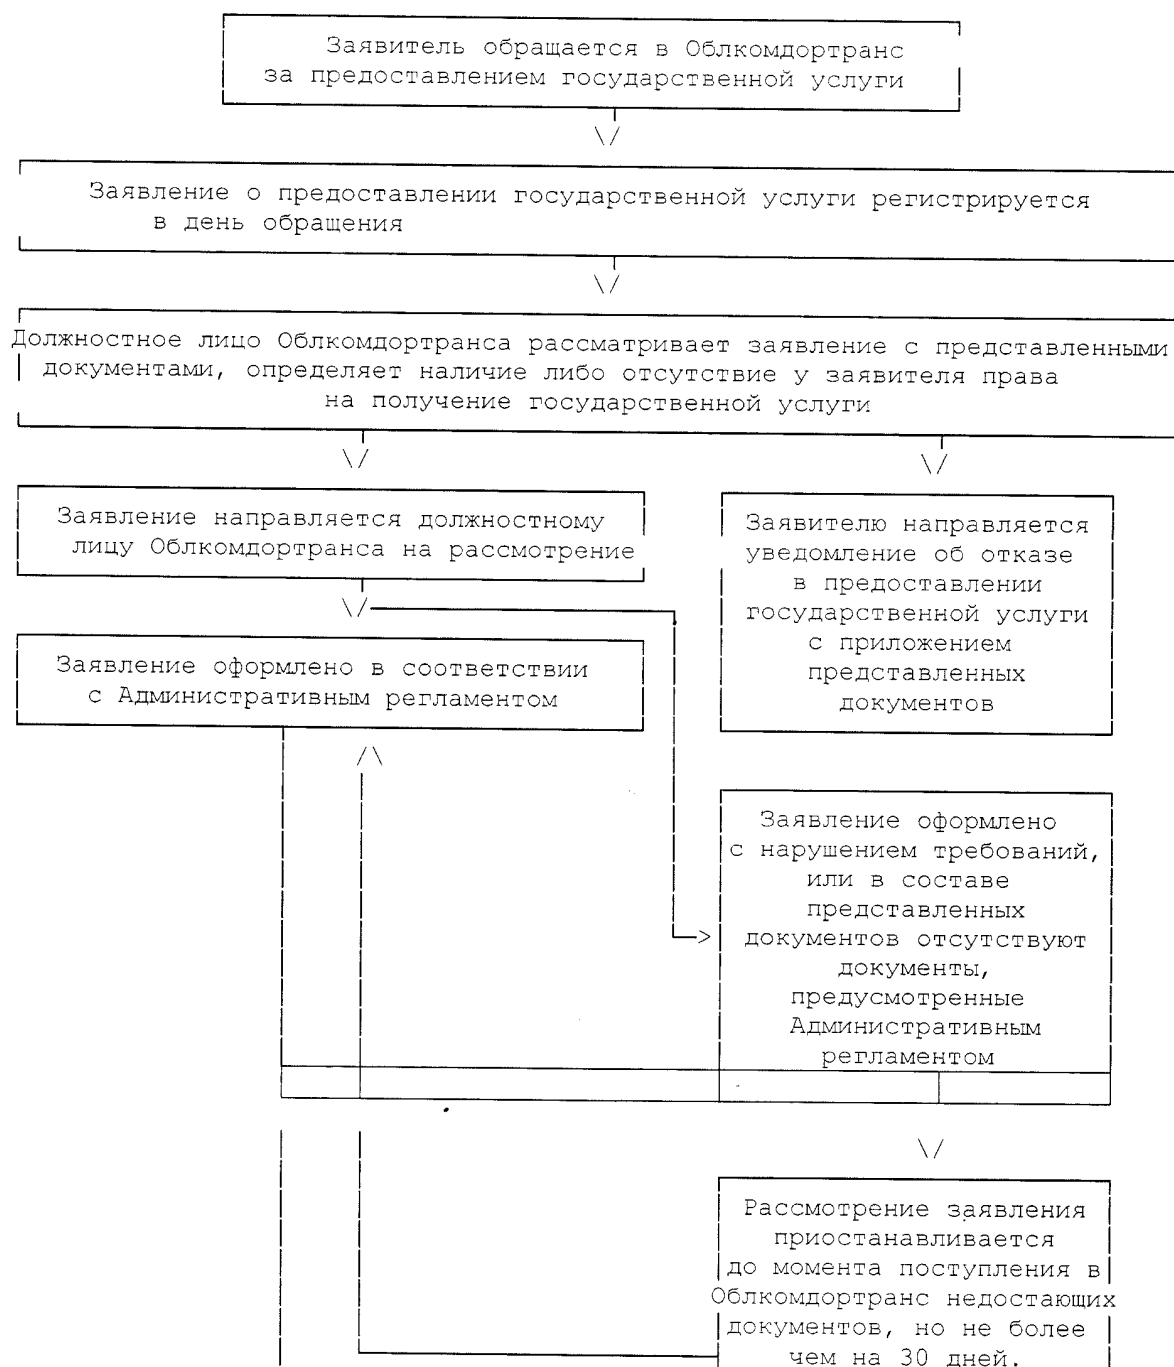 Заявитель обращается в Облкомдортранс
за предоставлением государственной услуги
Заявление о предоставлении государственной услуги регистрируется
в день обращения
Должностное лицо Облкомдортранса рассматривает заявление с представленными
документами, определяет наличие либо отсутствие у заявителя права
на получение государственной услуги
Заявление направляется должностному
лицу Облкомдортранса на рассмотрение
Заявителю направляется
уведомление об отказе
в предоставлении
государственной услуги
с приложением
представленных
документов
Заявление оформлено в соответствии
с Административным регламентом
Заявление оформлено
с нарушением требований,
или в составе
представленных
документов отсутствуют
документы,
предусмотренные
Административным
регламентом
Рассмотрение заявления
приостанавливается
до момента поступления в
Облкомдортранс недостающих
документов, но не более
чем на 30 дней.